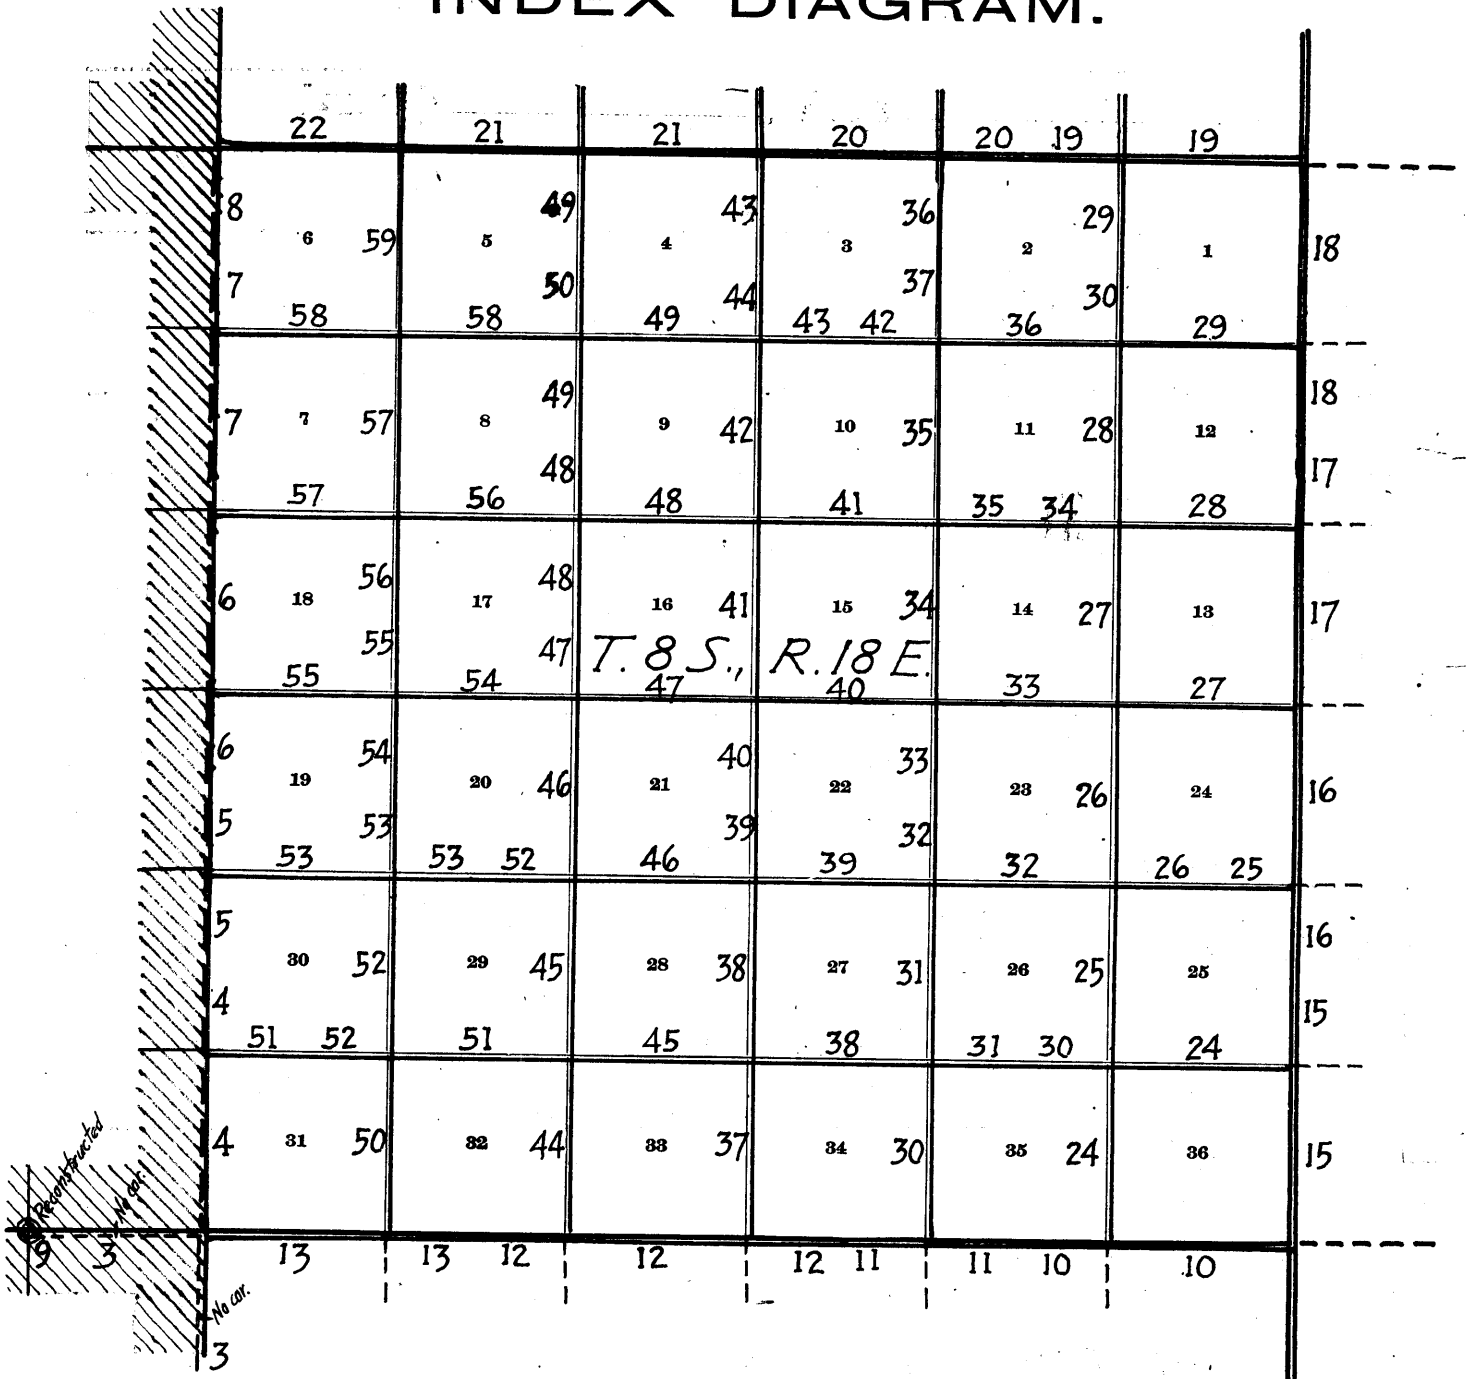 INDEX DIAGRAM.
22 21 21 20 20 19 19
8 49 43 36 29
6 59 5 4 3 2 1 18
7 50 44 37 30
58 58 49 43 42 36 29
49 18
7 7 57 8 9 42 10 35 11 28 12
48 17
57 56 48 41 35 34 28
56 48
6 18 17 16 41 15 34 14 27 13 17
55 47 T. 8 S., R. 18 E.
55 54 47 40 33 27
6 54 40 33
19 20 46 21 22 23 26 24 16
5 53 39 32
53 53 52 46 39 32 26 25
5 16
30 52 29 45 28 38 27 31 26 25 25
4 15
51 52 51 45 38 31 30 24
Reconstructed
4 31 50 32 44 33 37 34 30 35 24 36 15
No cor.
9 3 13 13 12 12 12 11 11 10 10
No cor.
3